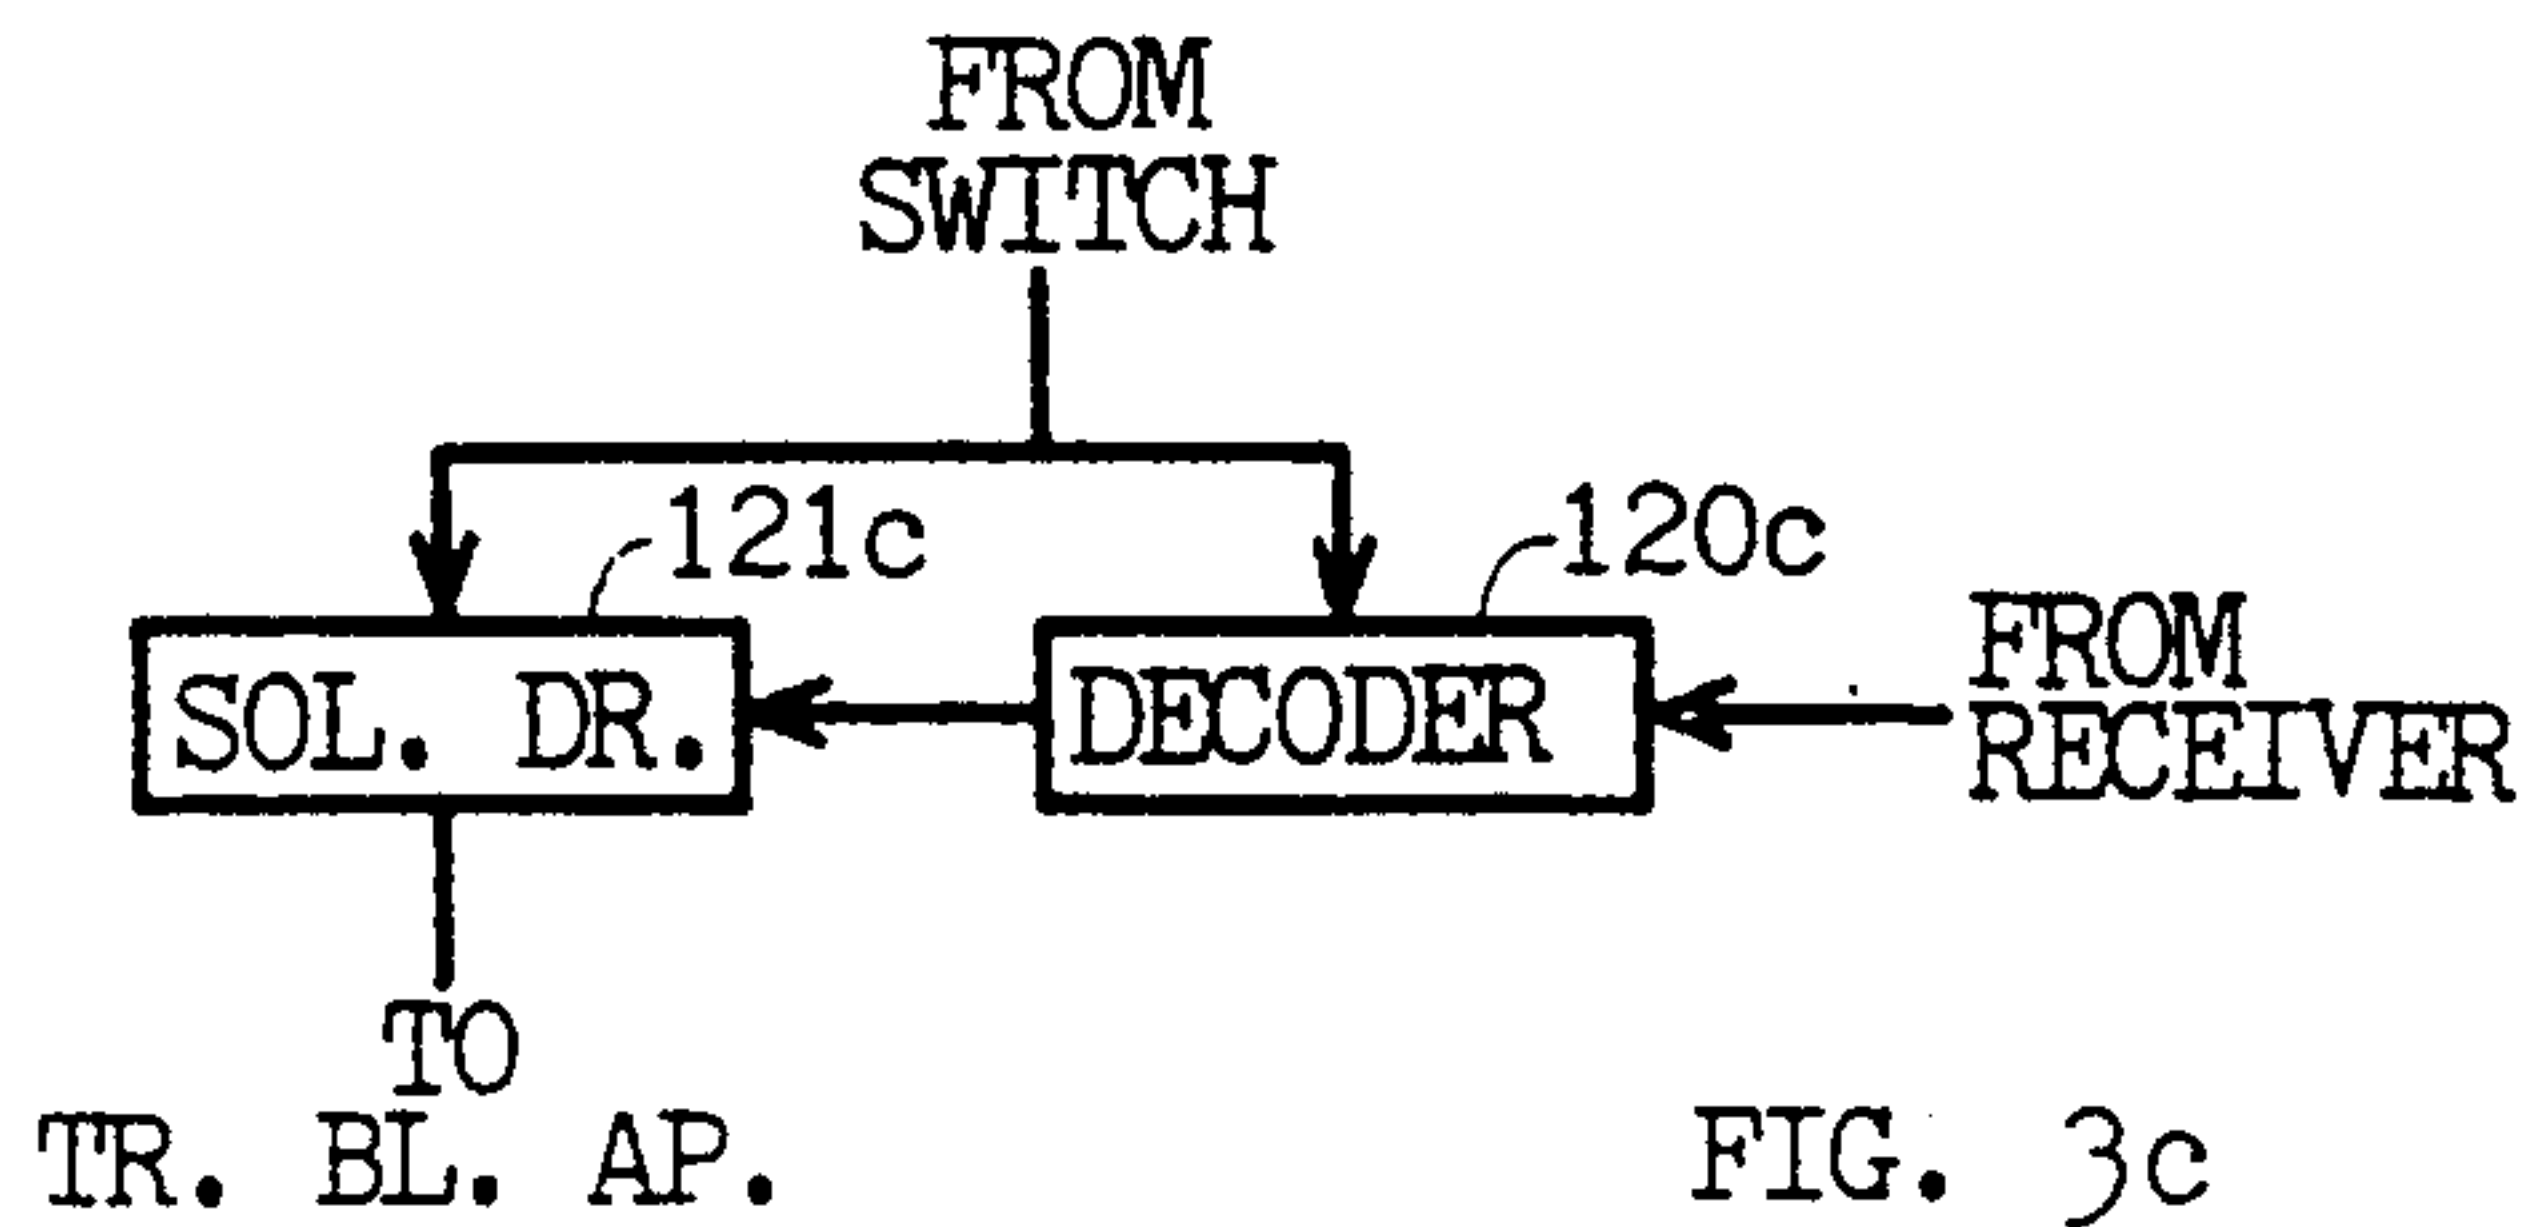 FROM
SWITCH
121c
120c
SOL. DR.
DECODER
FROM
RECEIVER
TO
TR. BL. AP.
FIG. 3c